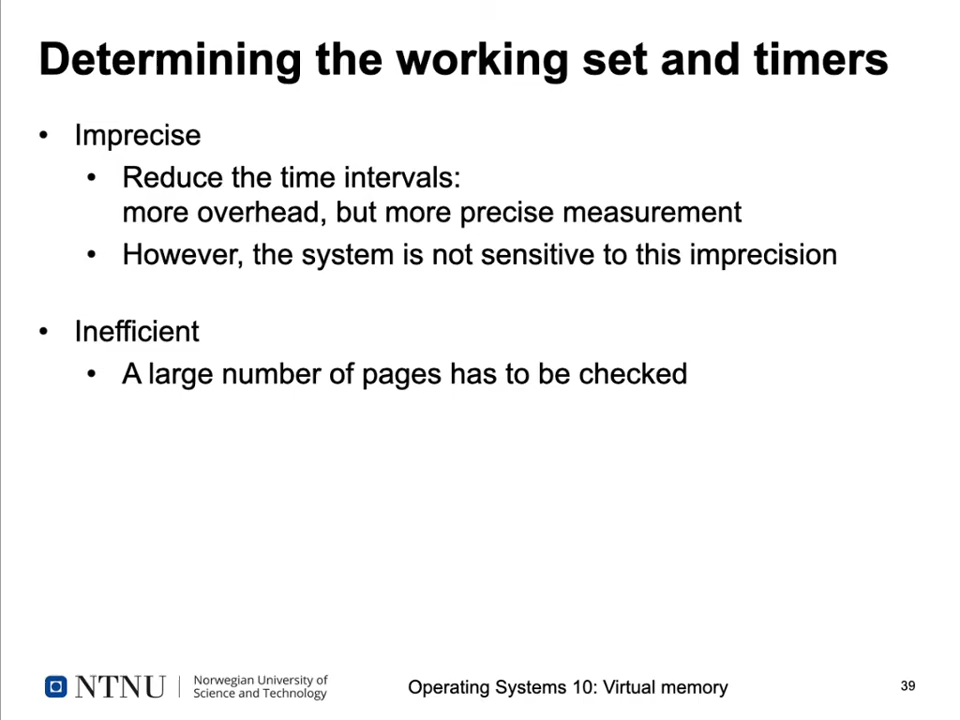 Determining the working set and timers
• Imprecise
• Reduce the time intervals:
more overhead, but more precise measurement
• However, the system is not sensitive to this imprecision
• Inefficient
• A large number of pages has to be checked
NTNU
Norwegian University of
Science and Technology
Operating Systems 10: Virtual memory
39